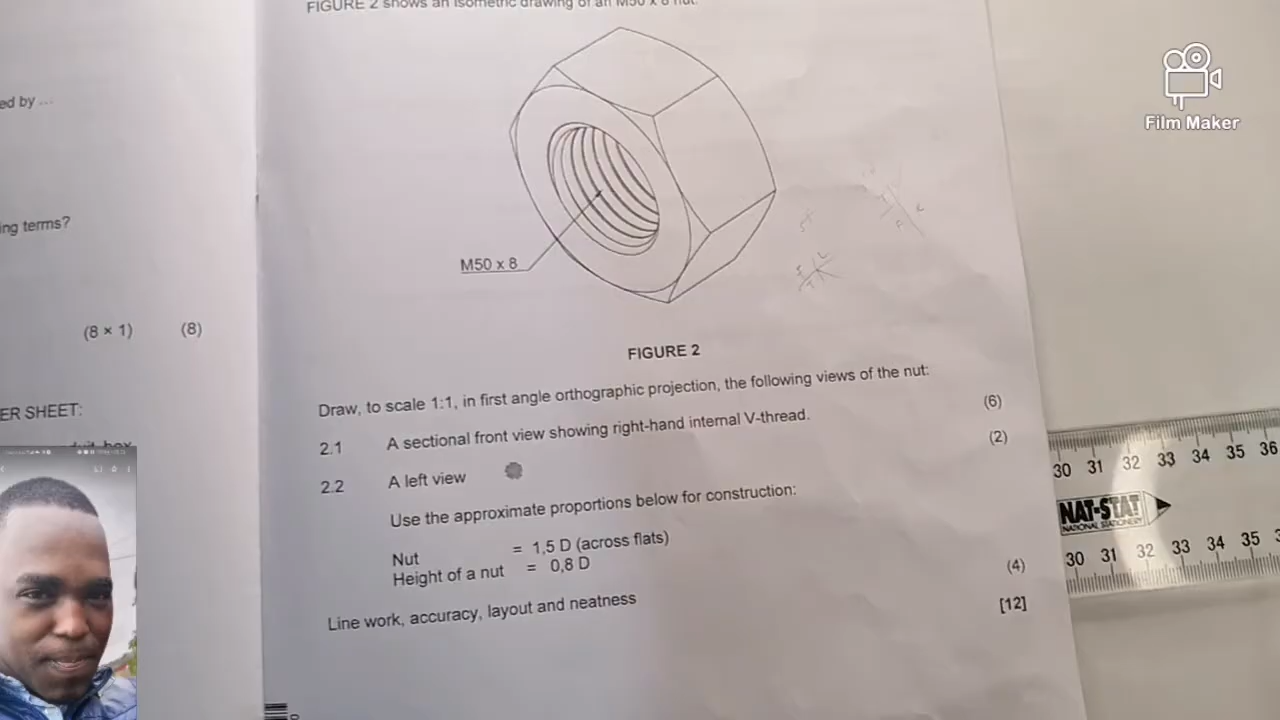 FIGURE 2 shows an isometric drawing of an M50 x 8 nut.
Film Maker
ed by ...
ing terms?
M50 x 8
(8 × 1) (8)
FIGURE 2
ER SHEET:
Draw, to scale 1:1, in first angle orthographic projection, the following views of the nut:
2.1 A sectional front view showing right-hand internal V-thread. (6)
2.2 A left view (2)
Use the approximate proportions below for construction:
Nut = 1,5 D (across flats)
Height of a nut = 0,8 D
Line work, accuracy, layout and neatness (4)
[12]
30 31 32 33 34 35 36
NAT-STAT
NATIONAL STATIONERY
30 31 32 33 34 35